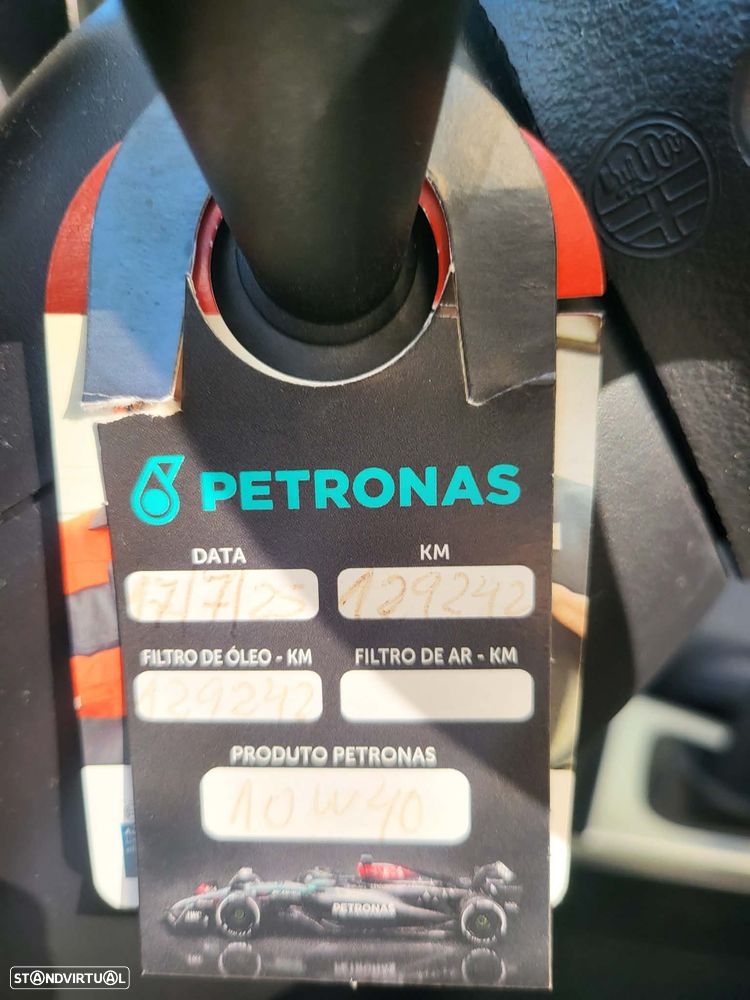 PETRONAS
DATA KM
17/7/25 129242
FILTRO DE ÓLEO - KM FILTRO DE AR - KM
129242
PRODUTO PETRONAS
10W40
PETRONAS
STANDVIRTUAL